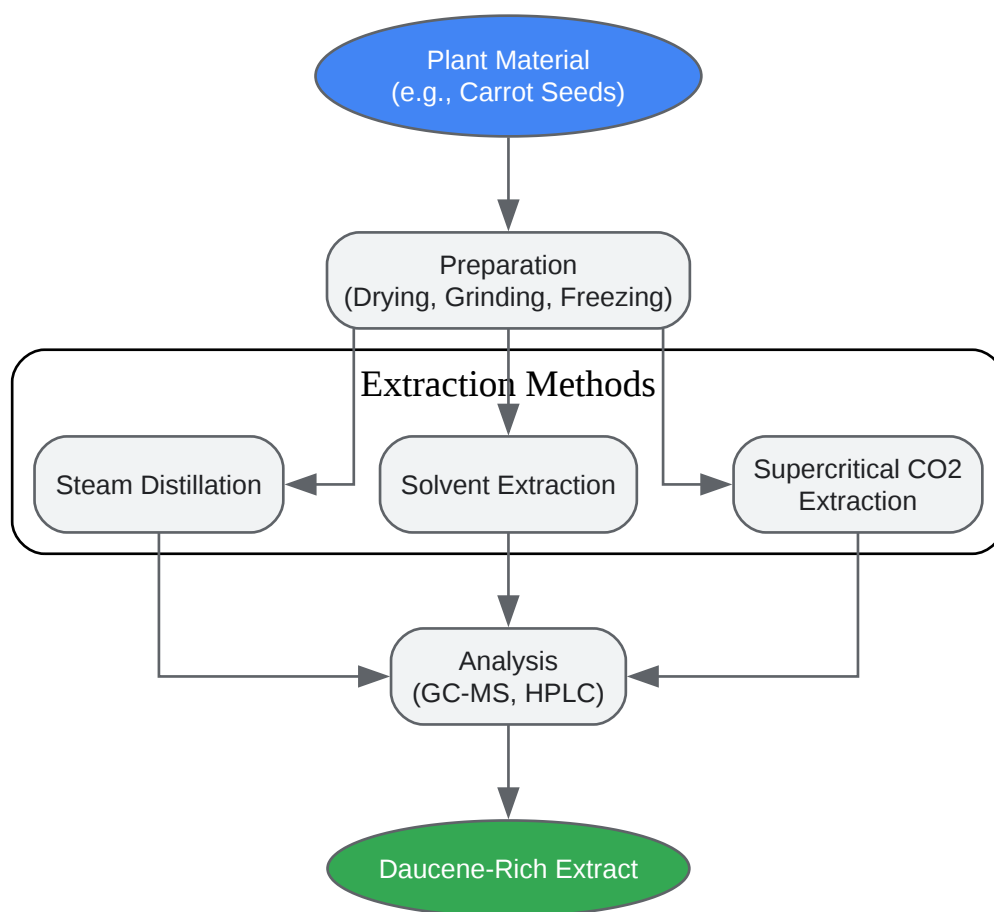 Plant Material
(e.g., Carrot Seeds)
Preparation
(Drying, Grinding, Freezing)
Extraction Methods
Steam Distillation
Solvent Extraction
Supercritical CO2
Extraction
Analysis
(GC-MS, HPLC)
Daucene-Rich Extract